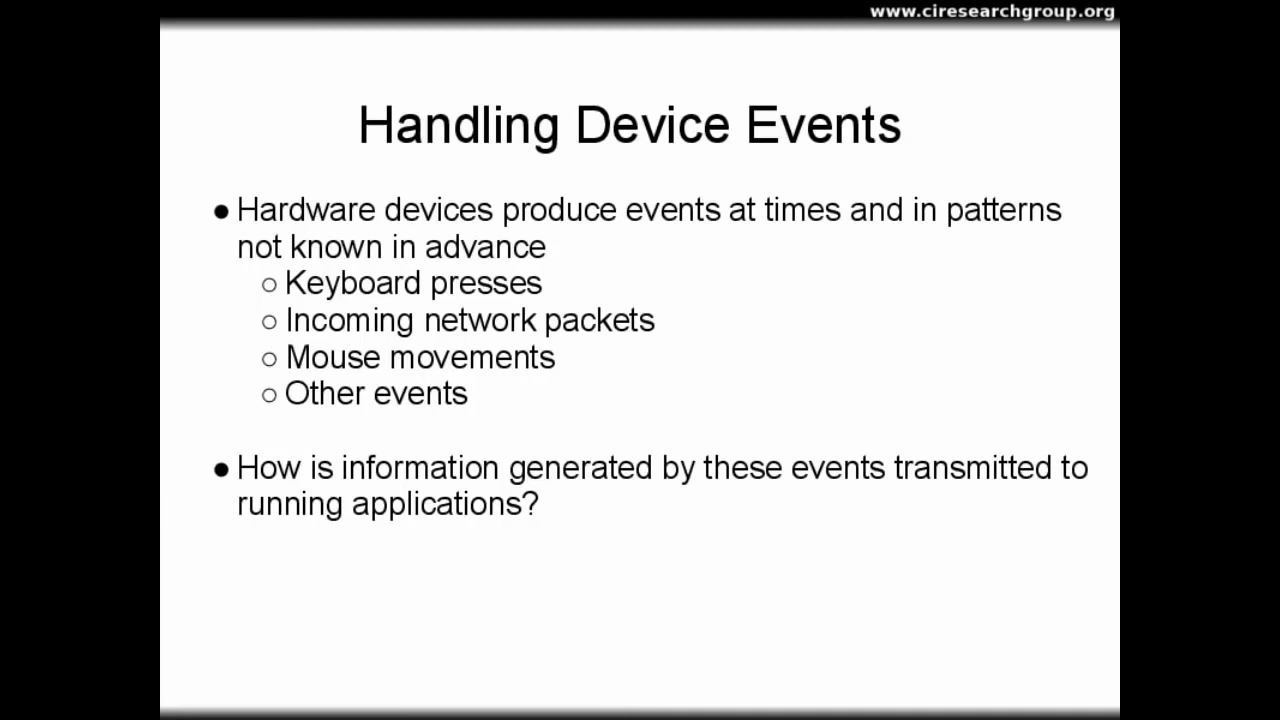 www.ciresearchgroup.org
Handling Device Events
● Hardware devices produce events at times and in patterns
not known in advance
○ Keyboard presses
○ Incoming network packets
○ Mouse movements
○ Other events
● How is information generated by these events transmitted to
running applications?